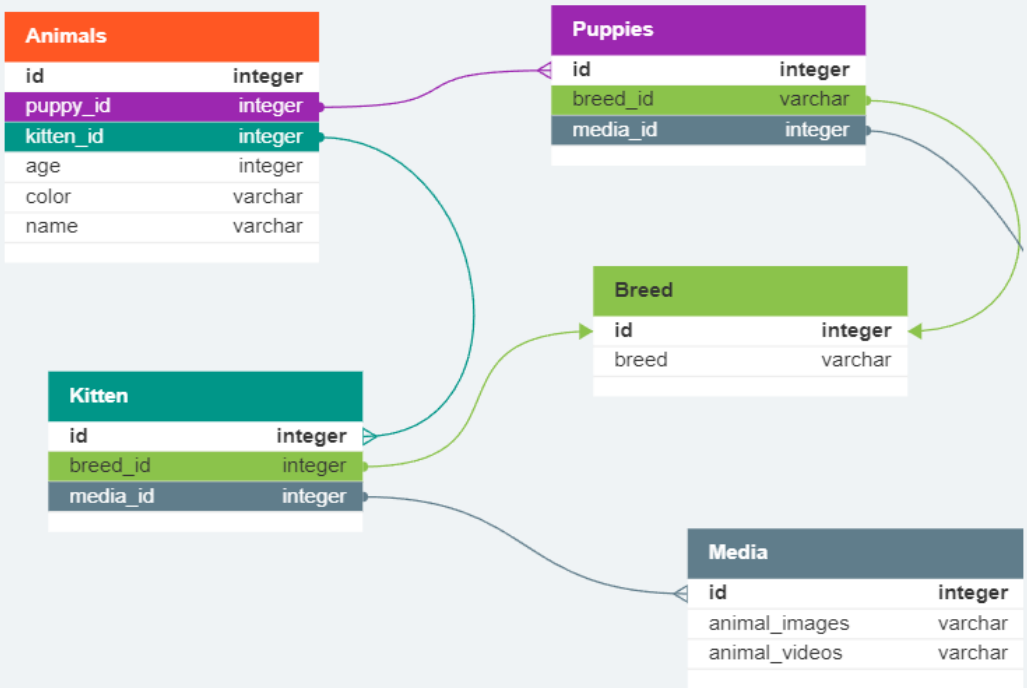 Animals
id integer
puppy_id integer
kitten_id integer
age integer
color varchar
name varchar
Puppies
id integer
breed_id varchar
media_id integer
Breed
id integer
breed varchar
Kitten
id integer
breed_id integer
media_id integer
Media
id integer
animal_images varchar
animal_videos varchar